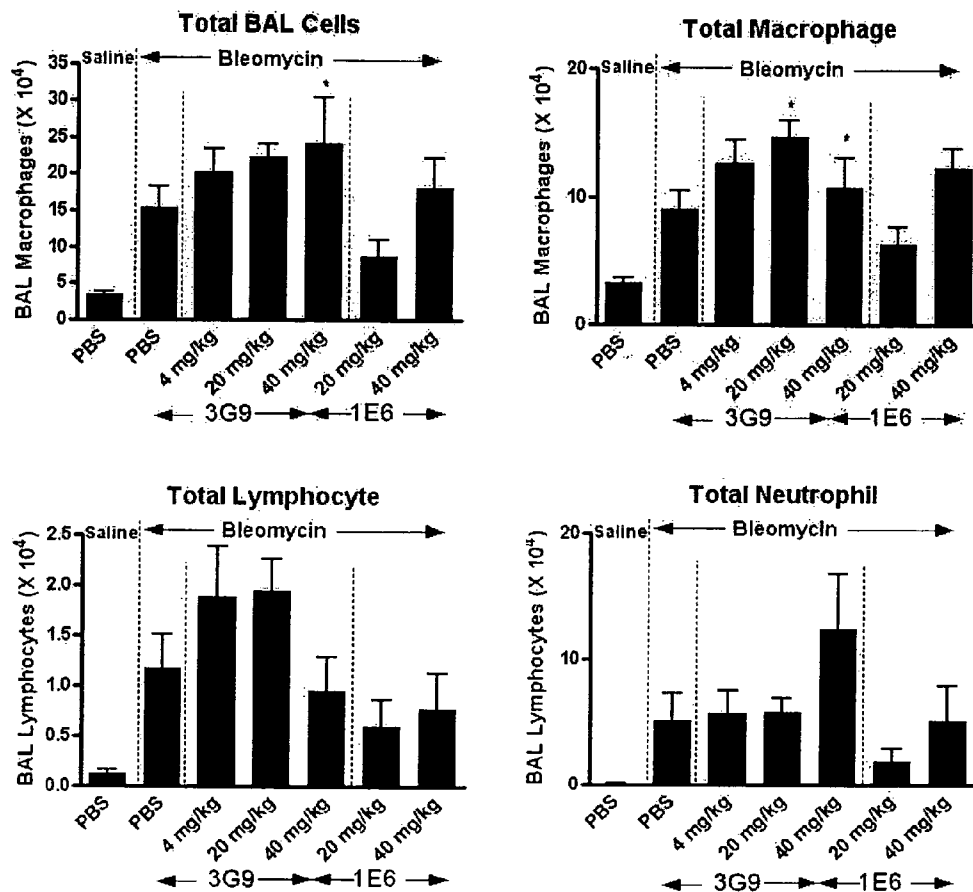 Total BAL Cells
Saline
Bleomycin
BAL Macrophages (X 10⁴)
35
30
25
20
15
10
5
0
*
PBS
PBS
4 mg/kg
20 mg/kg
40 mg/kg
20 mg/kg
40 mg/kg
3G9
1E6
Total Macrophage
Saline
Bleomycin
BAL Macrophages (X 10⁴)
20
10
0
*
*
PBS
PBS
4 mg/kg
20 mg/kg
40 mg/kg
20 mg/kg
40 mg/kg
3G9
1E6
Total Lymphocyte
Saline
Bleomycin
BAL Lymphocytes (X 10⁴)
2.5
2.0
1.5
1.0
0.5
0.0
PBS
PBS
4 mg/kg
20 mg/kg
40 mg/kg
20 mg/kg
40 mg/kg
3G9
1E6
Total Neutrophil
Saline
Bleomycin
BAL Lymphocytes (X 10⁴)
20
10
0
PBS
PBS
4 mg/kg
20 mg/kg
40 mg/kg
20 mg/kg
40 mg/kg
3G9
1E6